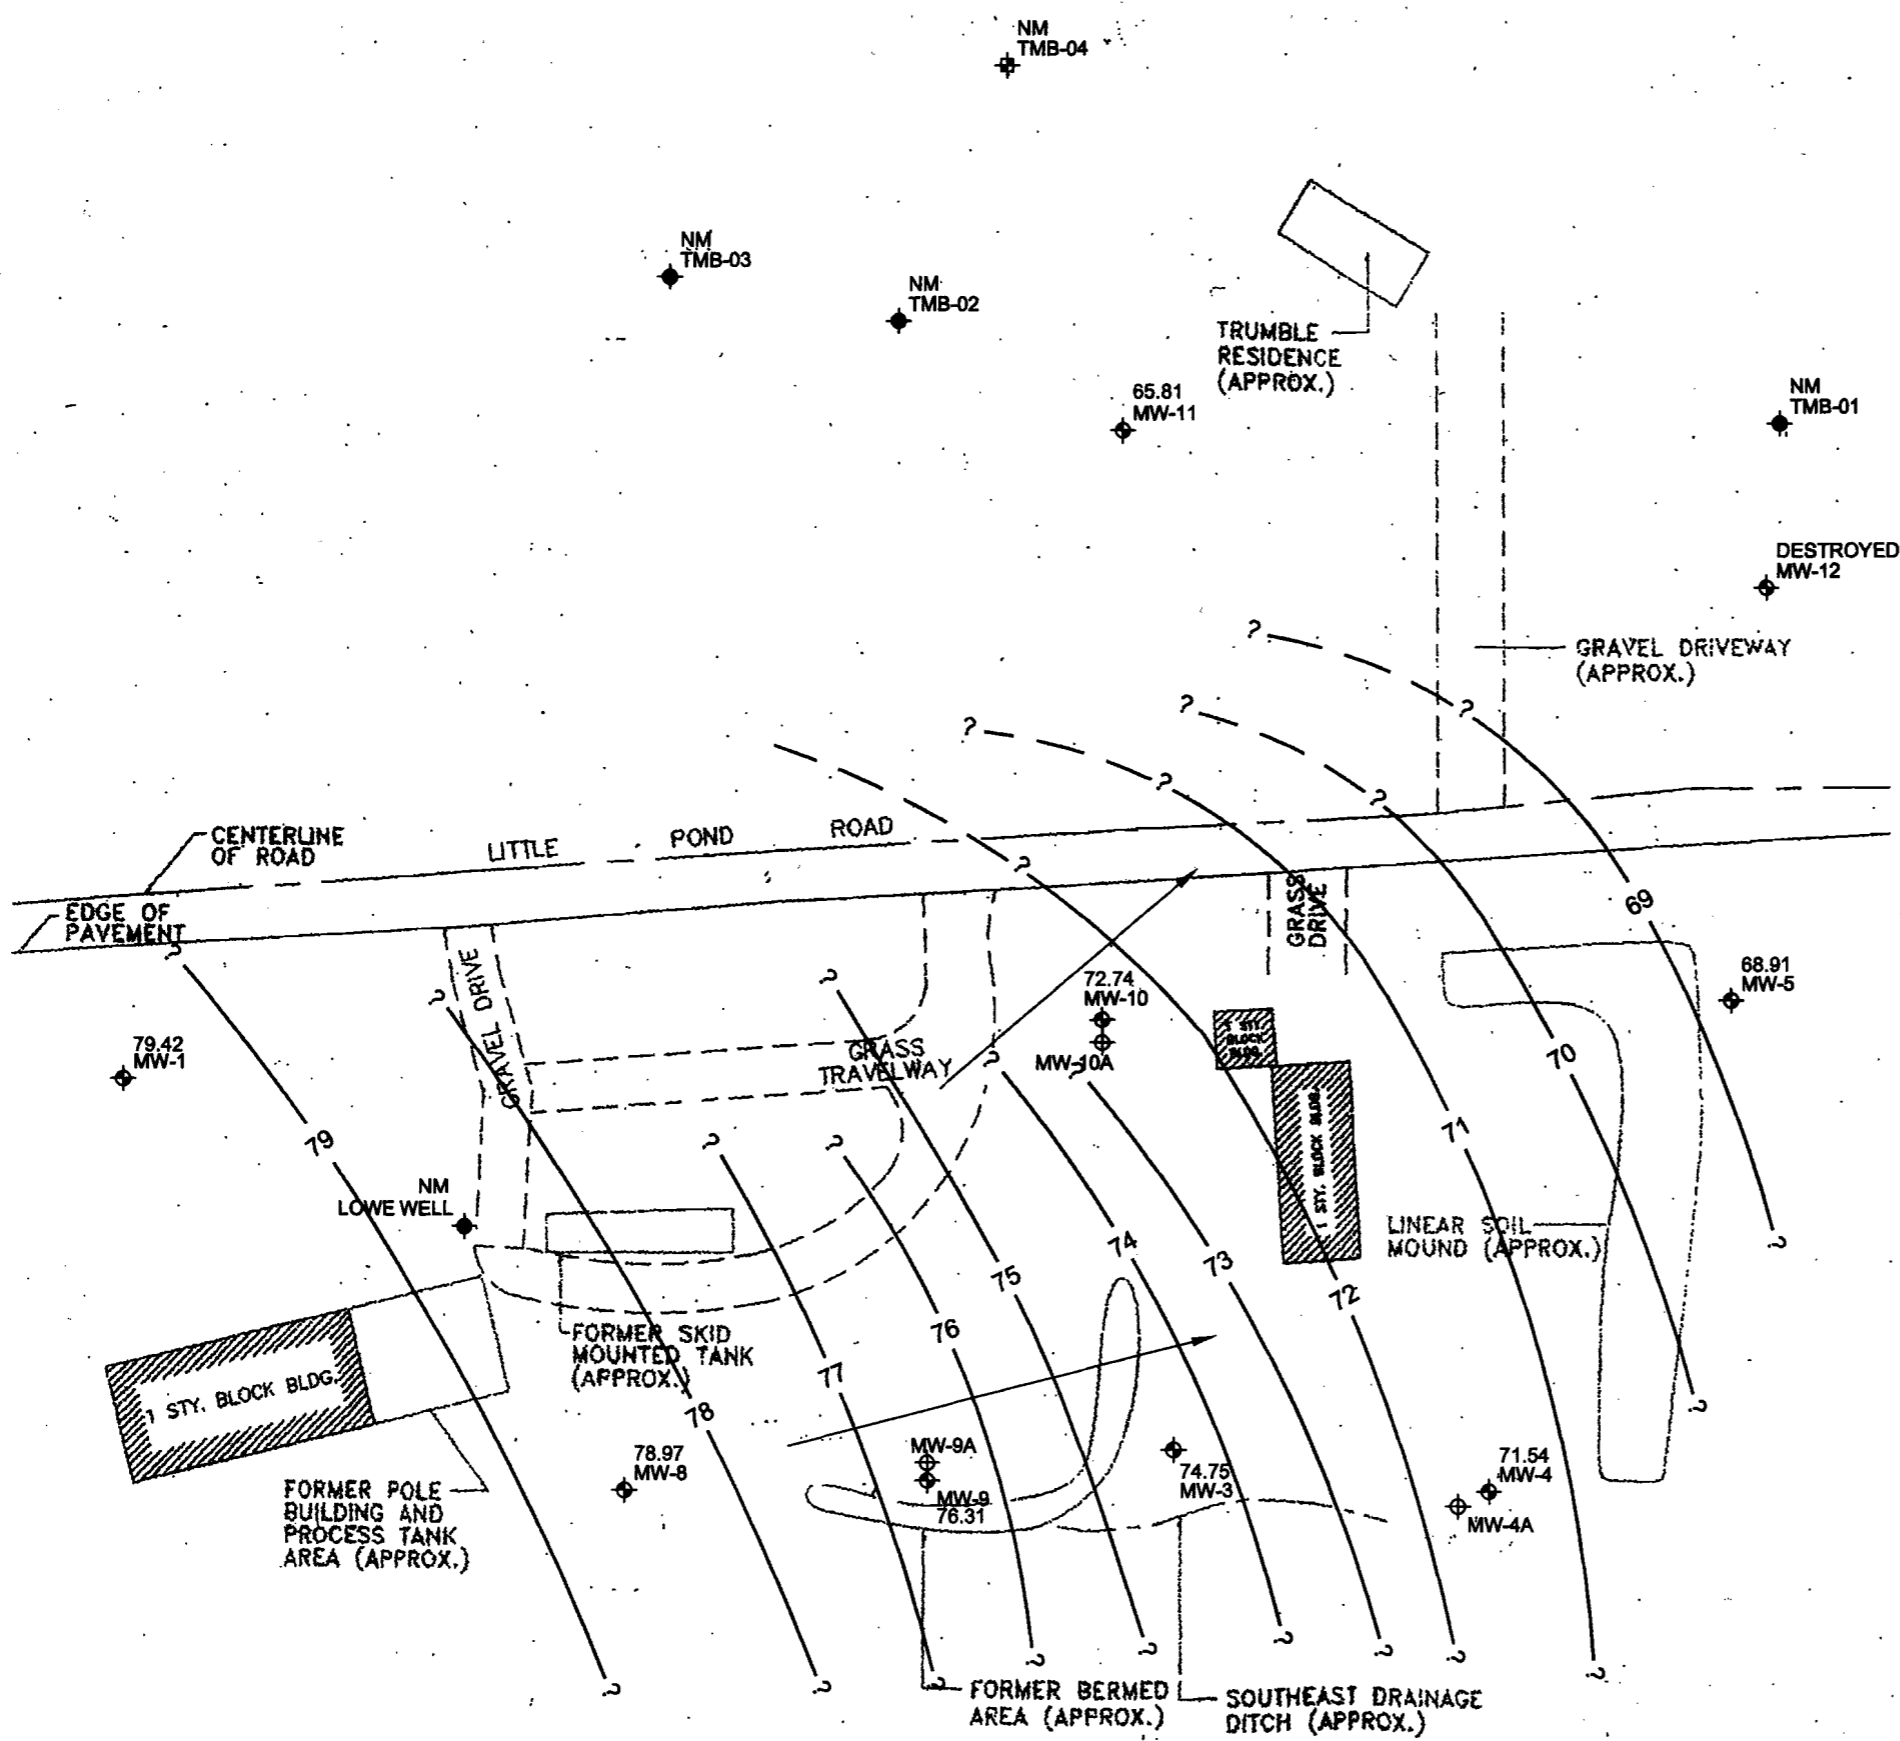 NM
TMB-04
NM
TMB-03
NM
TMB-02
TRUMBLE
RESIDENCE
(APPROX.)
65.81
MW-11
NM
TMB-01
DESTROYED
MW-12
?
GRAVEL DRIVEWAY
(APPROX.)
?
?
?
?
?
CENTERLINE
OF ROAD
LITTLE POND ROAD
?
EDGE OF
PAVEMENT
?
GRASS
DRIVE
69
GRAVEL DRIVE
?
?
72.74
MW-10
MW-10A
68.91
MW-5
79.42
MW-1
GRASS
TRAVELWAY
?
?
1 STY.
BLOCK
BLDG.
70
79
?
?
71
1 STY. BLOCK BLDG.
NM
LOWE WELL
74
73
75
LINEAR SOIL
MOUND (APPROX.)
?
72
76
FORMER SKID
MOUNTED TANK
(APPROX.)
77
1 STY. BLOCK BLDG.
78
?
78.97
MW-8
MW-9A
MW-9
76.31
74.75
MW-3
71.54
MW-4
MW-4A
FORMER POLE
BUILDING AND
PROCESS TANK
AREA (APPROX.)
?
?
?
?
?
?
?
?
?
FORMER BERMED
AREA (APPROX.)
SOUTHEAST DRAINAGE
DITCH (APPROX.)